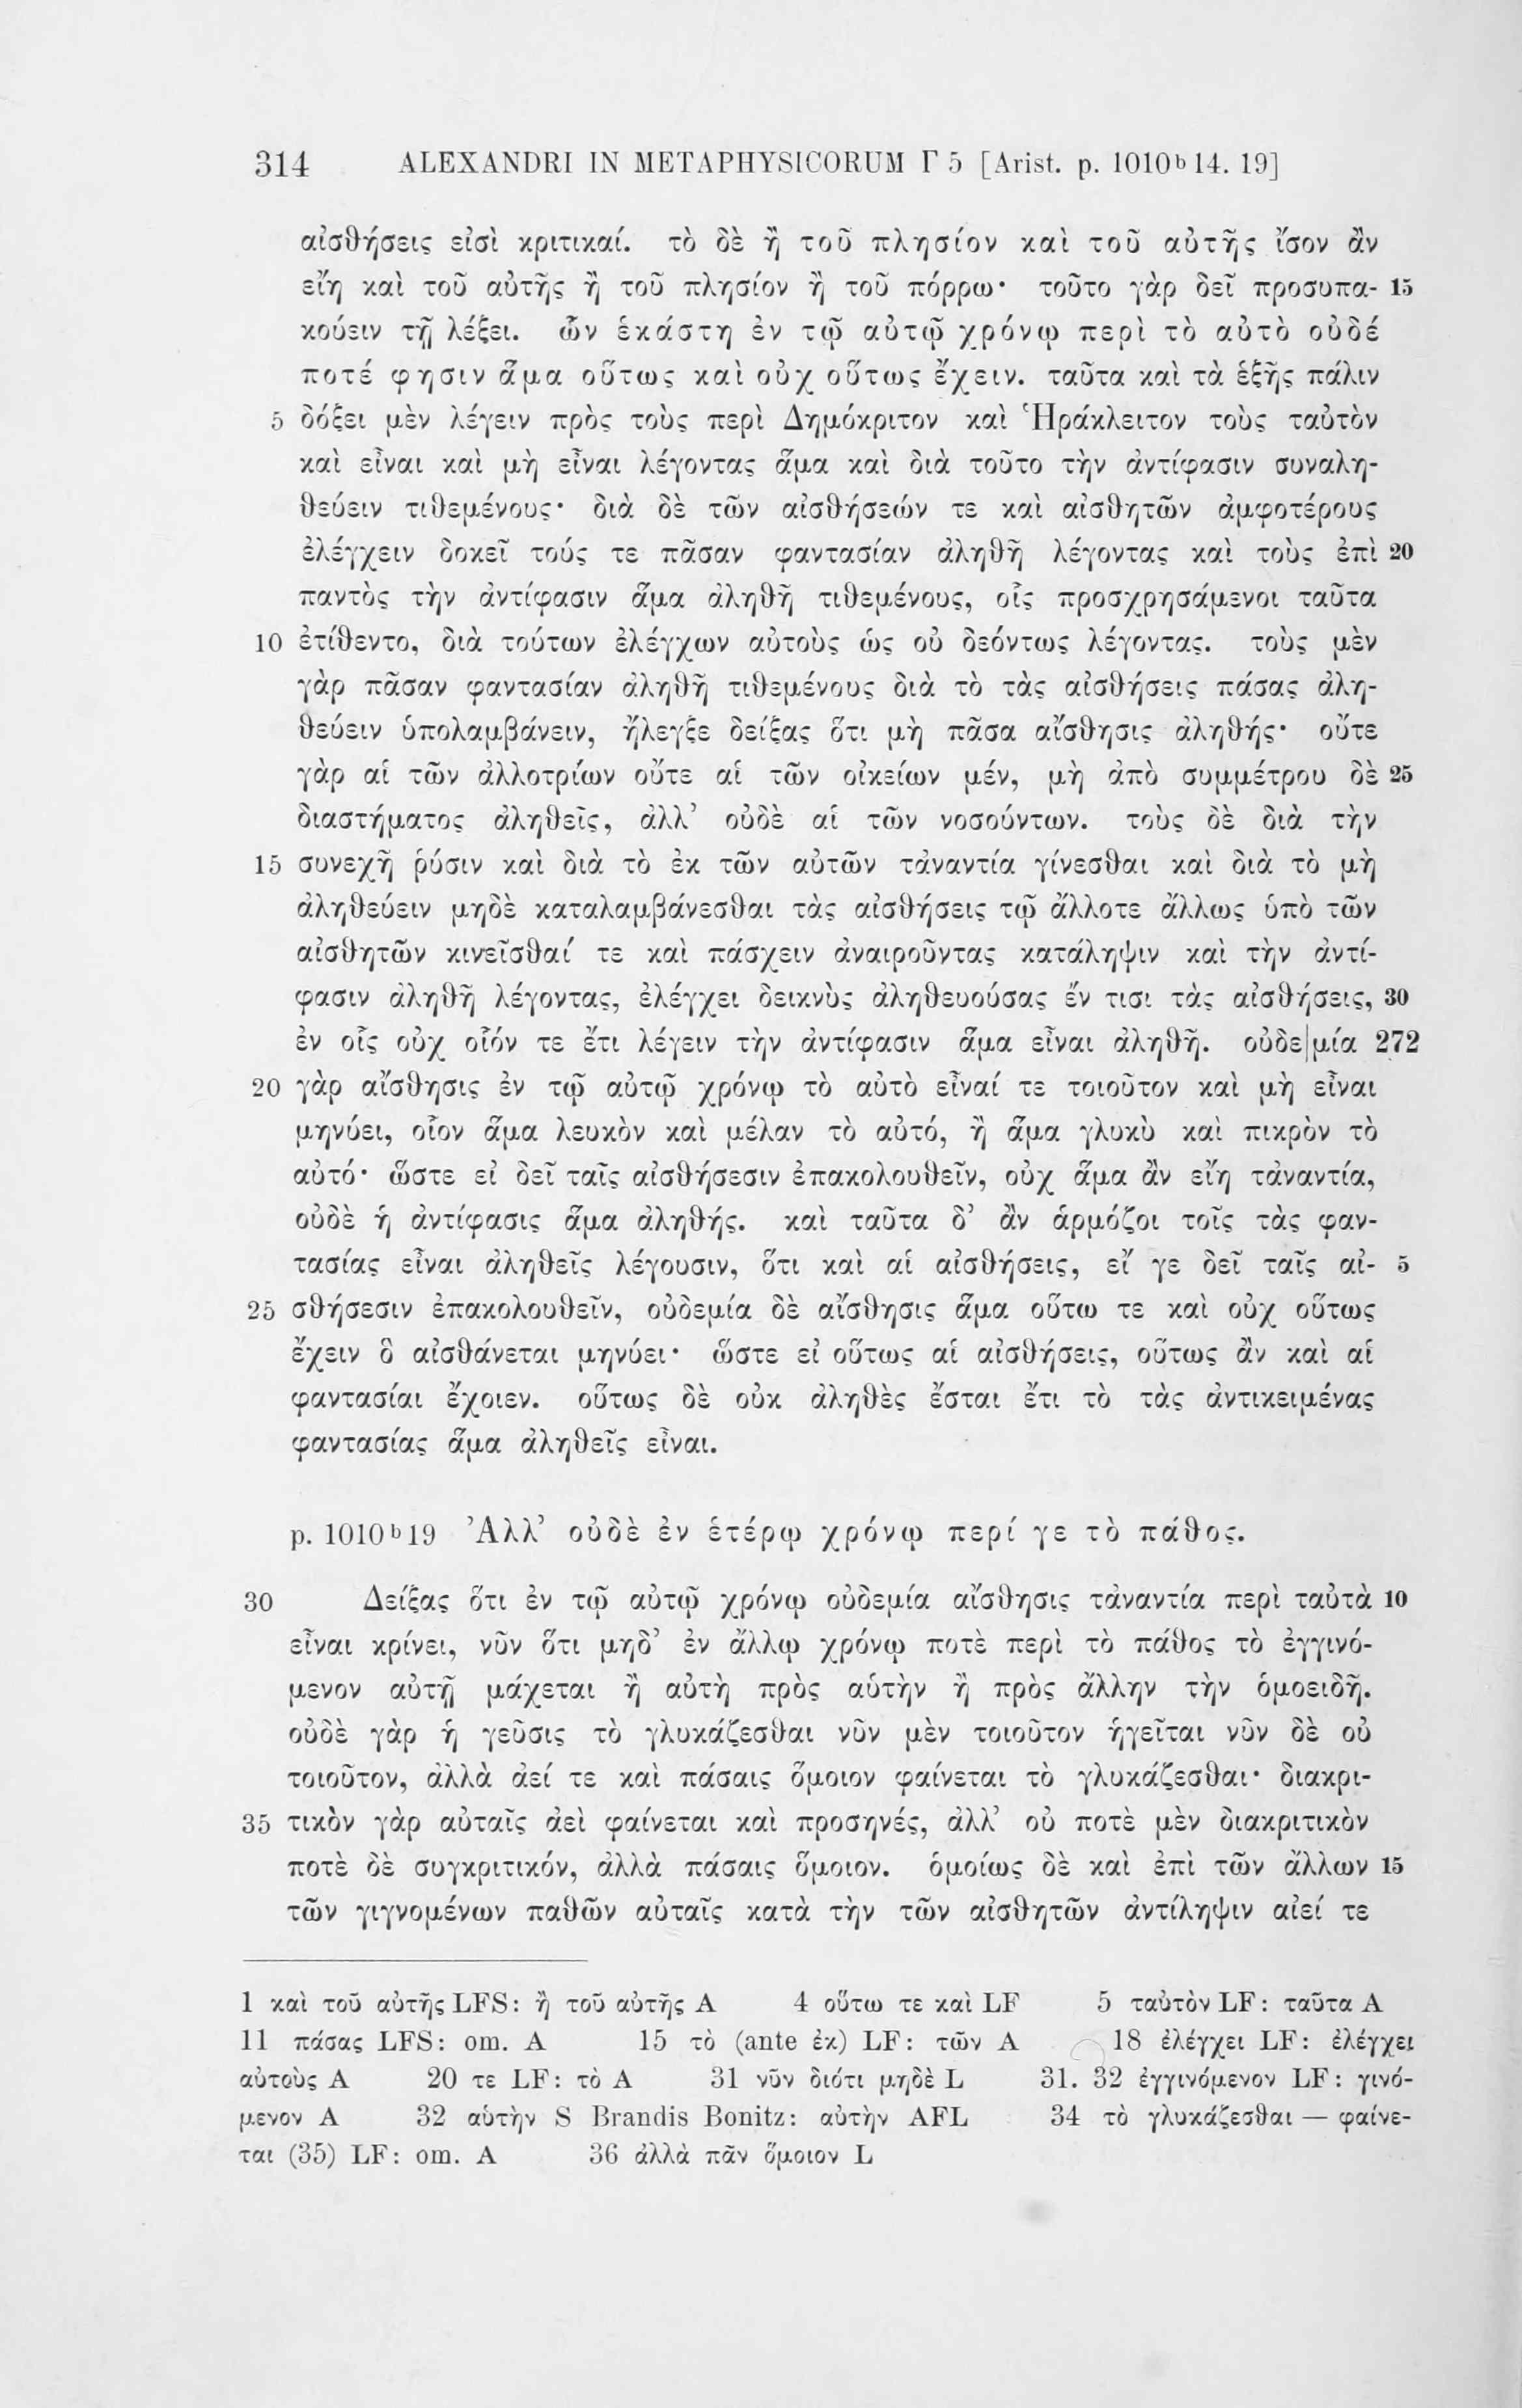 314 ALEXANDRI IN METAPHYSICORUM Γ 5 [Arist. p. 1010ᵇ 14. 19]
αἰσθήσεις εἰσὶ κριτικαί. τὸ δὲ ἢ τοῦ πλησίον καὶ τοῦ αὐτῆς ἴσον ἂν
εἴη καὶ τοῦ αὐτῆς ἢ τοῦ πλησίον ἢ τοῦ πόρρω· τοῦτο γὰρ δεῖ προσυπα- 15
κούειν τῇ λέξει. ὧν ἑκάστη ἐν τῷ αὐτῷ χρόνῳ περὶ τὸ αὐτὸ οὐδέ
ποτέ φησιν ἅμα οὕτως καὶ οὐχ οὕτως ἔχειν. ταῦτα καὶ τὰ ἑξῆς πάλιν
5 δόξει μὲν λέγειν πρὸς τοὺς περὶ Δημόκριτον καὶ Ἡράκλειτον τοὺς ταὐτὸν
καὶ εἶναι καὶ μὴ εἶναι λέγοντας ἅμα καὶ διὰ τοῦτο τὴν ἀντίφασιν συναλη-
θεύειν τιθεμένους· διὰ δὲ τῶν αἰσθήσεών τε καὶ αἰσθητῶν ἀμφοτέρους
ἐλέγχειν δοκεῖ τούς τε πᾶσαν φαντασίαν ἀληθῆ λέγοντας καὶ τοὺς ἐπὶ 20
παντὸς τὴν ἀντίφασιν ἅμα ἀληθῆ τιθεμένους, οἷς προσχρησάμενοι ταῦτα
10 ἐτίθεντο, διὰ τούτων ἐλέγχων αὐτοὺς ὡς οὐ δεόντως λέγοντας. τοὺς μὲν
γὰρ πᾶσαν φαντασίαν ἀληθῆ τιθεμένους διὰ τὸ τὰς αἰσθήσεις πάσας ἀλη-
θεύειν ὑπολαμβάνειν, ἤλεγξε δείξας ὅτι μὴ πᾶσα αἴσθησις ἀληθής· οὔτε
γὰρ αἱ τῶν ἀλλοτρίων οὔτε αἱ τῶν οἰκείων μέν, μὴ ἀπὸ συμμέτρου δὲ 25
διαστήματος ἀληθεῖς, ἀλλ’ οὐδὲ αἱ τῶν νοσούντων. τοὺς δὲ διὰ τὴν
15 συνεχῆ ῥύσιν καὶ διὰ τὸ ἐκ τῶν αὐτῶν τἀναντία γίνεσθαι καὶ διὰ τὸ μὴ
ἀληθεύειν μηδὲ καταλαμβάνεσθαι τὰς αἰσθήσεις τῷ ἄλλοτε ἄλλως ὑπὸ τῶν
αἰσθητῶν κινεῖσθαί τε καὶ πάσχειν ἀναιροῦντας κατάληψιν καὶ τὴν ἀντί-
φασιν ἀληθῆ λέγοντας, ἐλέγχει δεικνὺς ἀληθευούσας ἔν τισι τὰς αἰσθήσεις, 30
ἐν οἷς οὐχ οἷόν τε ἔτι λέγειν τὴν ἀντίφασιν ἅμα εἶναι ἀληθῆ. οὐδε|μία 272
20 γὰρ αἴσθησις ἐν τῷ αὐτῷ χρόνῳ τὸ αὐτὸ εἶναί τε τοιοῦτον καὶ μὴ εἶναι
μηνύει, οἷον ἅμα λευκὸν καὶ μέλαν τὸ αὐτό, ἢ ἅμα γλυκὺ καὶ πικρὸν τὸ
αὐτό· ὥστε εἰ δεῖ ταῖς αἰσθήσεσιν ἐπακολουθεῖν, οὐχ ἅμα ἂν εἴη τἀναντία,
οὐδὲ ἡ ἀντίφασις ἅμα ἀληθής. καὶ ταῦτα δ’ ἂν ἁρμόζοι τοῖς τὰς φαν-
τασίας εἶναι ἀληθεῖς λέγουσιν, ὅτι καὶ αἱ αἰσθήσεις, εἴ γε δεῖ ταῖς αἰ- 5
25 σθήσεσιν ἐπακολουθεῖν, οὐδεμία δὲ αἴσθησις ἅμα οὕτω τε καὶ οὐχ οὕτως
ἔχειν ὃ αἰσθάνεται μηνύει· ὥστε εἰ οὕτως αἱ αἰσθήσεις, οὕτως ἂν καὶ αἱ
φαντασίαι ἔχοιεν. οὕτως δὲ οὐκ ἀληθὲς ἔσται ἔτι τὸ τὰς ἀντικειμένας
φαντασίας ἅμα ἀληθεῖς εἶναι.
p. 1010ᵇ19 Ἀλλ’ οὐδὲ ἐν ἑτέρῳ χρόνῳ περί γε τὸ πάθος.
30 Δείξας ὅτι ἐν τῷ αὐτῷ χρόνῳ οὐδεμία αἴσθησις τἀναντία περὶ ταὐτὰ 10
εἶναι κρίνει, νῦν ὅτι μηδ’ ἐν ἄλλῳ χρόνῳ ποτὲ περὶ τὸ πάθος τὸ ἐγγινό-
μενον αὐτῇ μάχεται ἢ αὐτὴ πρὸς αὑτὴν ἢ πρὸς ἄλλην τὴν ὁμοειδῆ.
οὐδὲ γὰρ ἡ γεῦσις τὸ γλυκάζεσθαι νῦν μὲν τοιοῦτον ἡγεῖται νῦν δὲ οὐ
τοιοῦτον, ἀλλὰ ἀεί τε καὶ πάσαις ὅμοιον φαίνεται τὸ γλυκάζεσθαι· διακρι-
35 τικὸν γὰρ αὐταῖς ἀεὶ φαίνεται καὶ προσηνές, ἀλλ’ οὐ ποτὲ μὲν διακριτικὸν
ποτὲ δὲ συγκριτικόν, ἀλλὰ πάσαις ὅμοιον. ὁμοίως δὲ καὶ ἐπὶ τῶν ἄλλων 15
τῶν γιγνομένων παθῶν αὐταῖς κατὰ τὴν τῶν αἰσθητῶν ἀντίληψιν αἰεί τε
1 καὶ τοῦ αὐτῆς LFS: ἢ τοῦ αὐτῆς A 4 οὕτω τε καὶ LF 5 ταὐτὸν LF: ταῦτα A
11 πάσας LFS: om. A 15 τὸ (ante ἐκ) LF: τῶν A 18 ἐλέγχει LF: ἐλέγχει
αὐτοὺς A 20 τε LF: τὸ A 31 νῦν διότι μηδὲ L 31. 32 ἐγγινόμενον LF: γινό-
μενον A 32 αὑτὴν S Brandis Bonitz: αὐτὴν AFL 34 τὸ γλυκάζεσθαι — φαίνε-
ται (35) LF: om. A 36 ἀλλὰ πᾶν ὅμοιον L